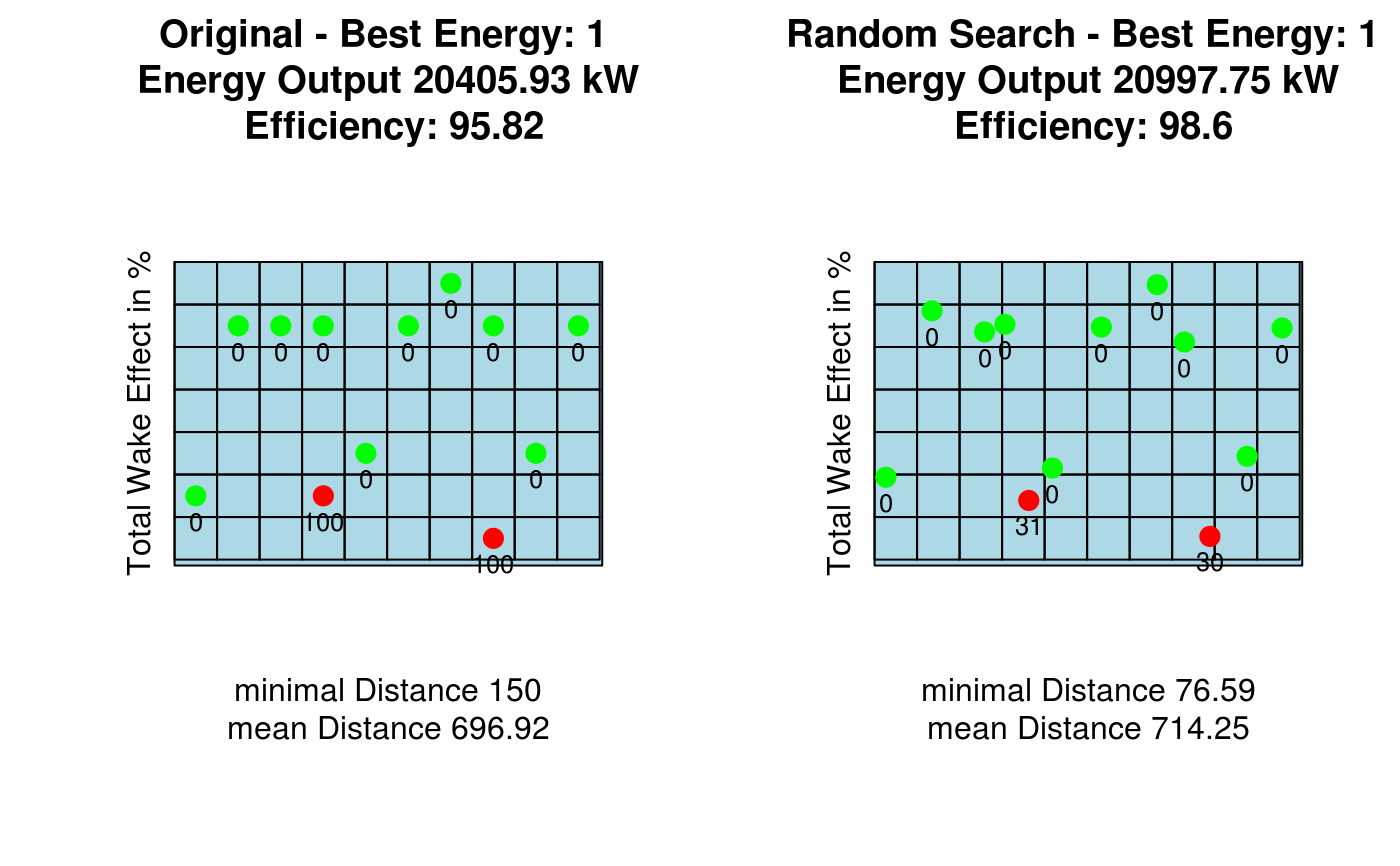 Original - Best Energy: 1
Energy Output 20405.93 kW
Efficiency: 95.82
Total Wake Effect in %
0
0
0
0
0
0
0
0
0
0
100
100
minimal Distance 150
mean Distance 696.92
Random Search - Best Energy: 1
Energy Output 20997.75 kW
Efficiency: 98.6
Total Wake Effect in %
0
0
0
0
0
0
0
0
0
0
31
30
minimal Distance 76.59
mean Distance 714.25